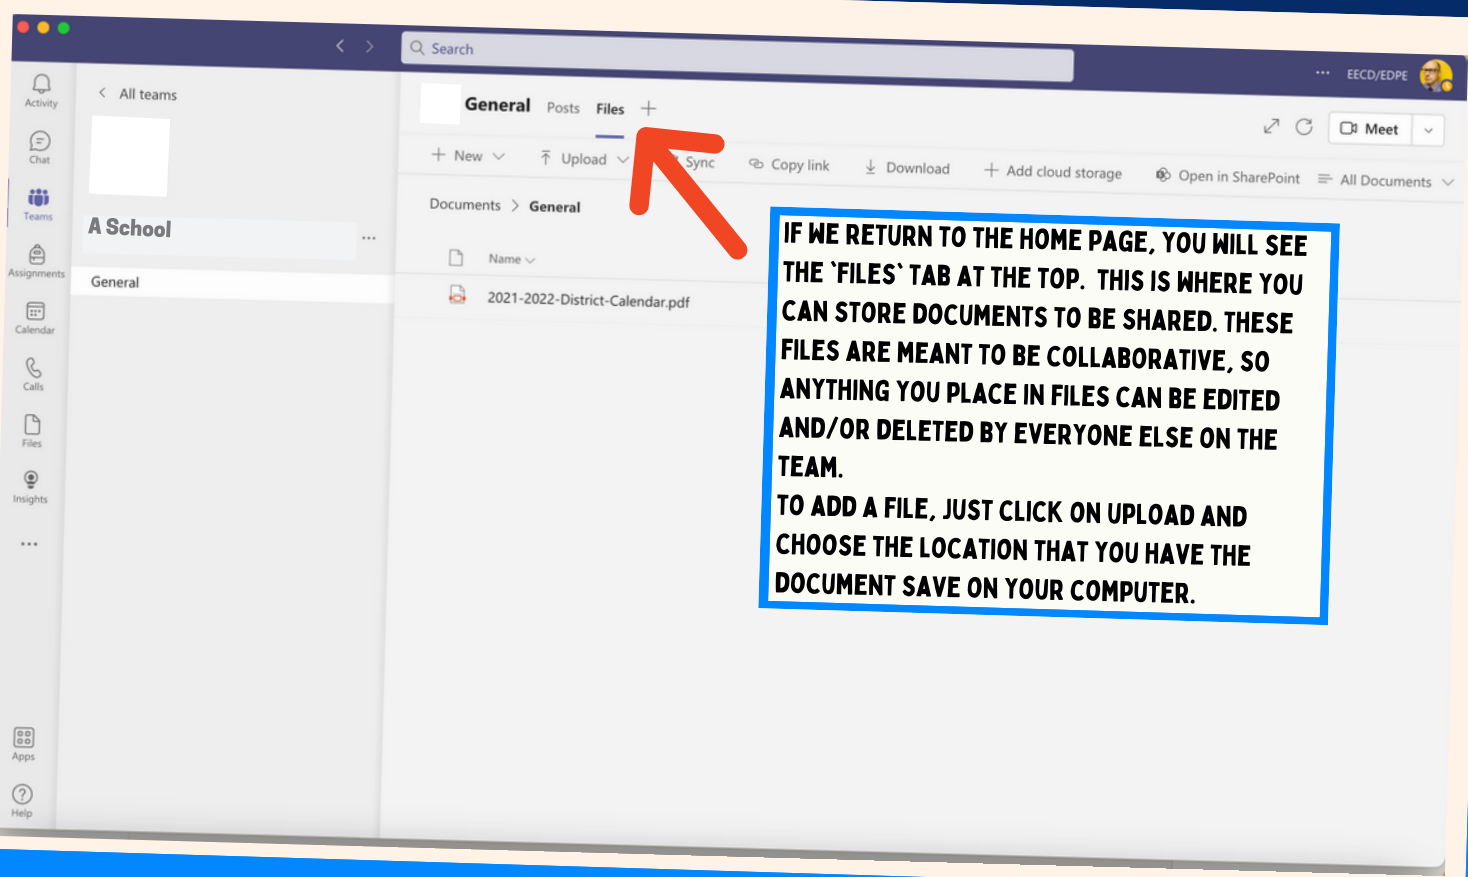 Search
EECD/EDPE
Activity
Chat
Teams
Assignments
Calendar
Calls
Files
Insights
Apps
Help
All teams
A School
General
General Posts Files
Meet
New Upload Sync Copy link Download Add cloud storage Open in SharePoint All Documents
Documents > General
Name
2021-2022-District-Calendar.pdf
IF WE RETURN TO THE HOME PAGE, YOU WILL SEE
THE `FILES` TAB AT THE TOP. THIS IS WHERE YOU
CAN STORE DOCUMENTS TO BE SHARED. THESE
FILES ARE MEANT TO BE COLLABORATIVE, SO
ANYTHING YOU PLACE IN FILES CAN BE EDITED
AND/OR DELETED BY EVERYONE ELSE ON THE
TEAM.
TO ADD A FILE, JUST CLICK ON UPLOAD AND
CHOOSE THE LOCATION THAT YOU HAVE THE
DOCUMENT SAVE ON YOUR COMPUTER.